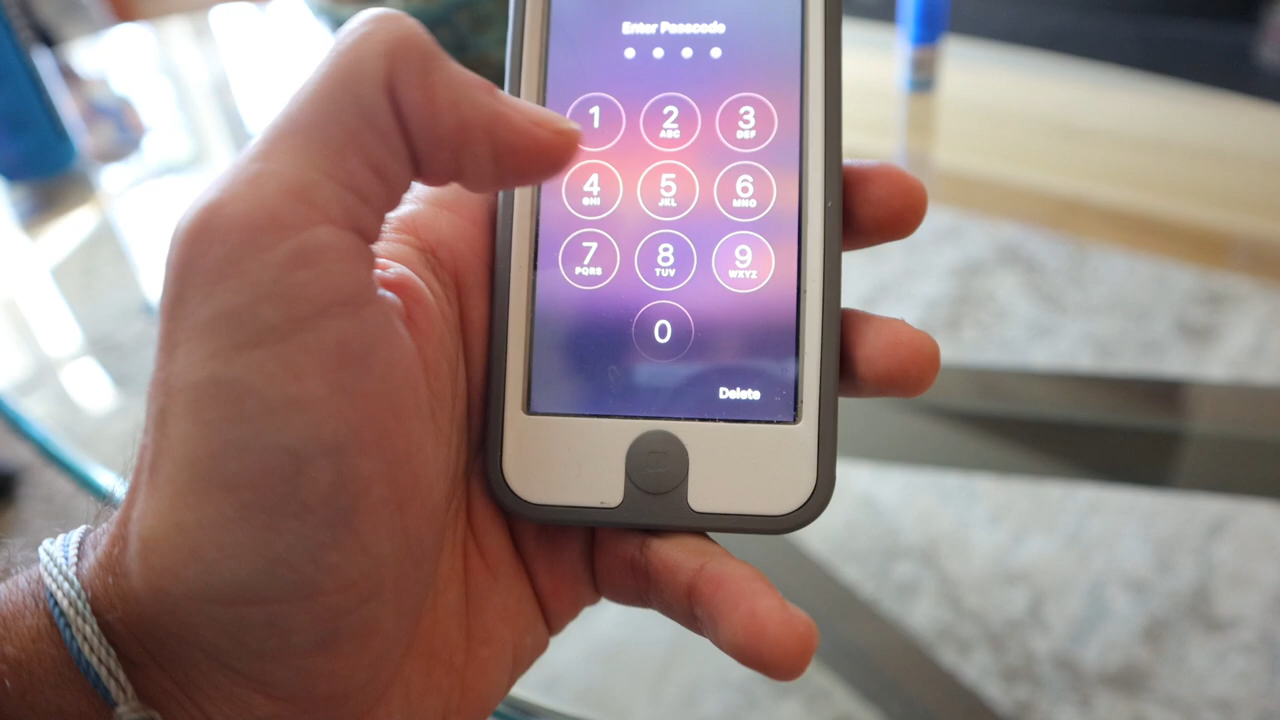 Enter Passcode
1 2 3
ABC DEF
4 5 6
GHI JKL MNO
7 8 9
PQRS TUV WXYZ
0
Delete